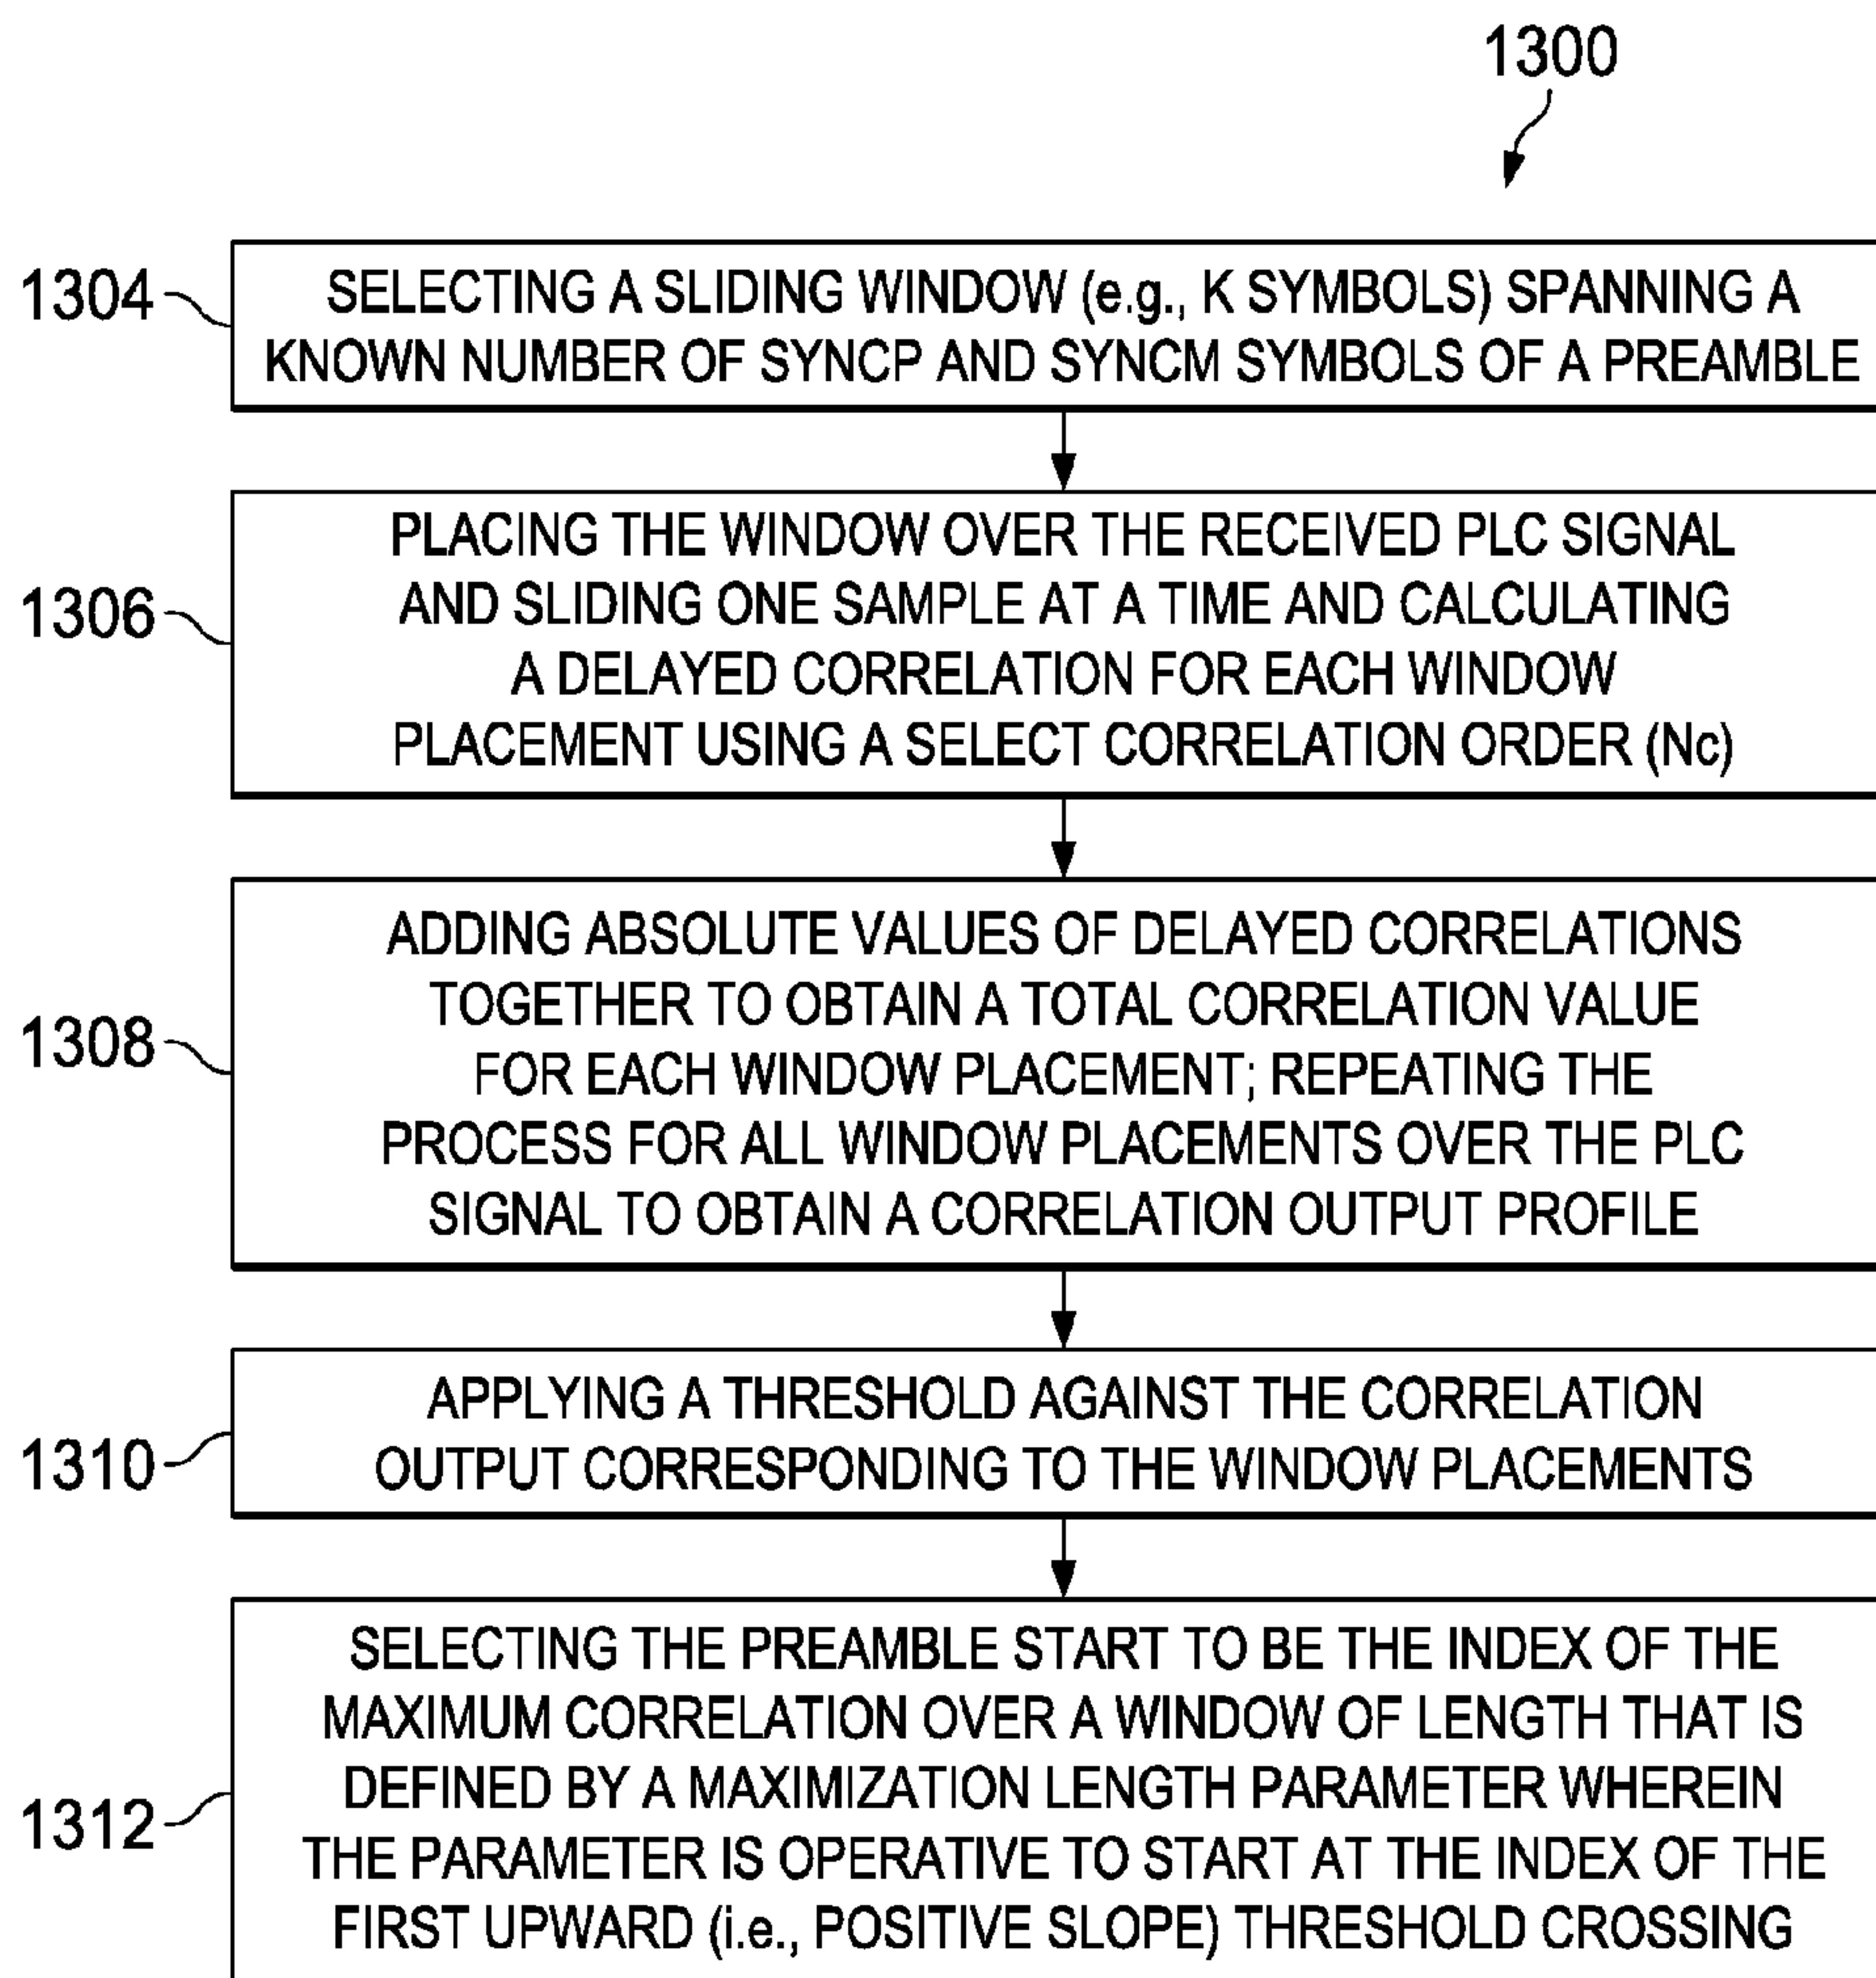 1300
1304
SELECTING A SLIDING WINDOW (e.g., K SYMBOLS) SPANNING A
KNOWN NUMBER OF SYNCP AND SYNCM SYMBOLS OF A PREAMBLE
1306
PLACING THE WINDOW OVER THE RECEIVED PLC SIGNAL
AND SLIDING ONE SAMPLE AT A TIME AND CALCULATING
A DELAYED CORRELATION FOR EACH WINDOW
PLACEMENT USING A SELECT CORRELATION ORDER (Nc)
1308
ADDING ABSOLUTE VALUES OF DELAYED CORRELATIONS
TOGETHER TO OBTAIN A TOTAL CORRELATION VALUE
FOR EACH WINDOW PLACEMENT; REPEATING THE
PROCESS FOR ALL WINDOW PLACEMENTS OVER THE PLC
SIGNAL TO OBTAIN A CORRELATION OUTPUT PROFILE
1310
APPLYING A THRESHOLD AGAINST THE CORRELATION
OUTPUT CORRESPONDING TO THE WINDOW PLACEMENTS
1312
SELECTING THE PREAMBLE START TO BE THE INDEX OF THE
MAXIMUM CORRELATION OVER A WINDOW OF LENGTH THAT IS
DEFINED BY A MAXIMIZATION LENGTH PARAMETER WHEREIN
THE PARAMETER IS OPERATIVE TO START AT THE INDEX OF THE
FIRST UPWARD (i.e., POSITIVE SLOPE) THRESHOLD CROSSING